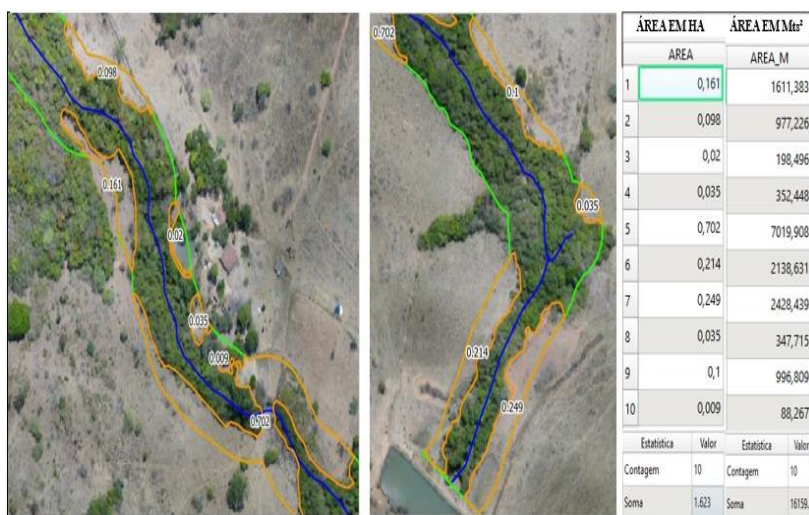 0.098
0.161
0.02
0.035
0.009
0.702
0.702
0.1
0.035
0.214
0.249
ÁREA EM HA ÁREA EM Mts²
AREA AREA_M
1 0,161 1611,383
2 0,098 977,226
3 0,02 198,496
4 0,035 352,448
5 0,702 7019,908
6 0,214 2138,631
7 0,249 2428,439
8 0,035 347,715
9 0,1 996,809
10 0,009 88,267
Estatística Valor Estatística Valor
Contagem 10 Contagem 10
Soma 1.623 Soma 16159.